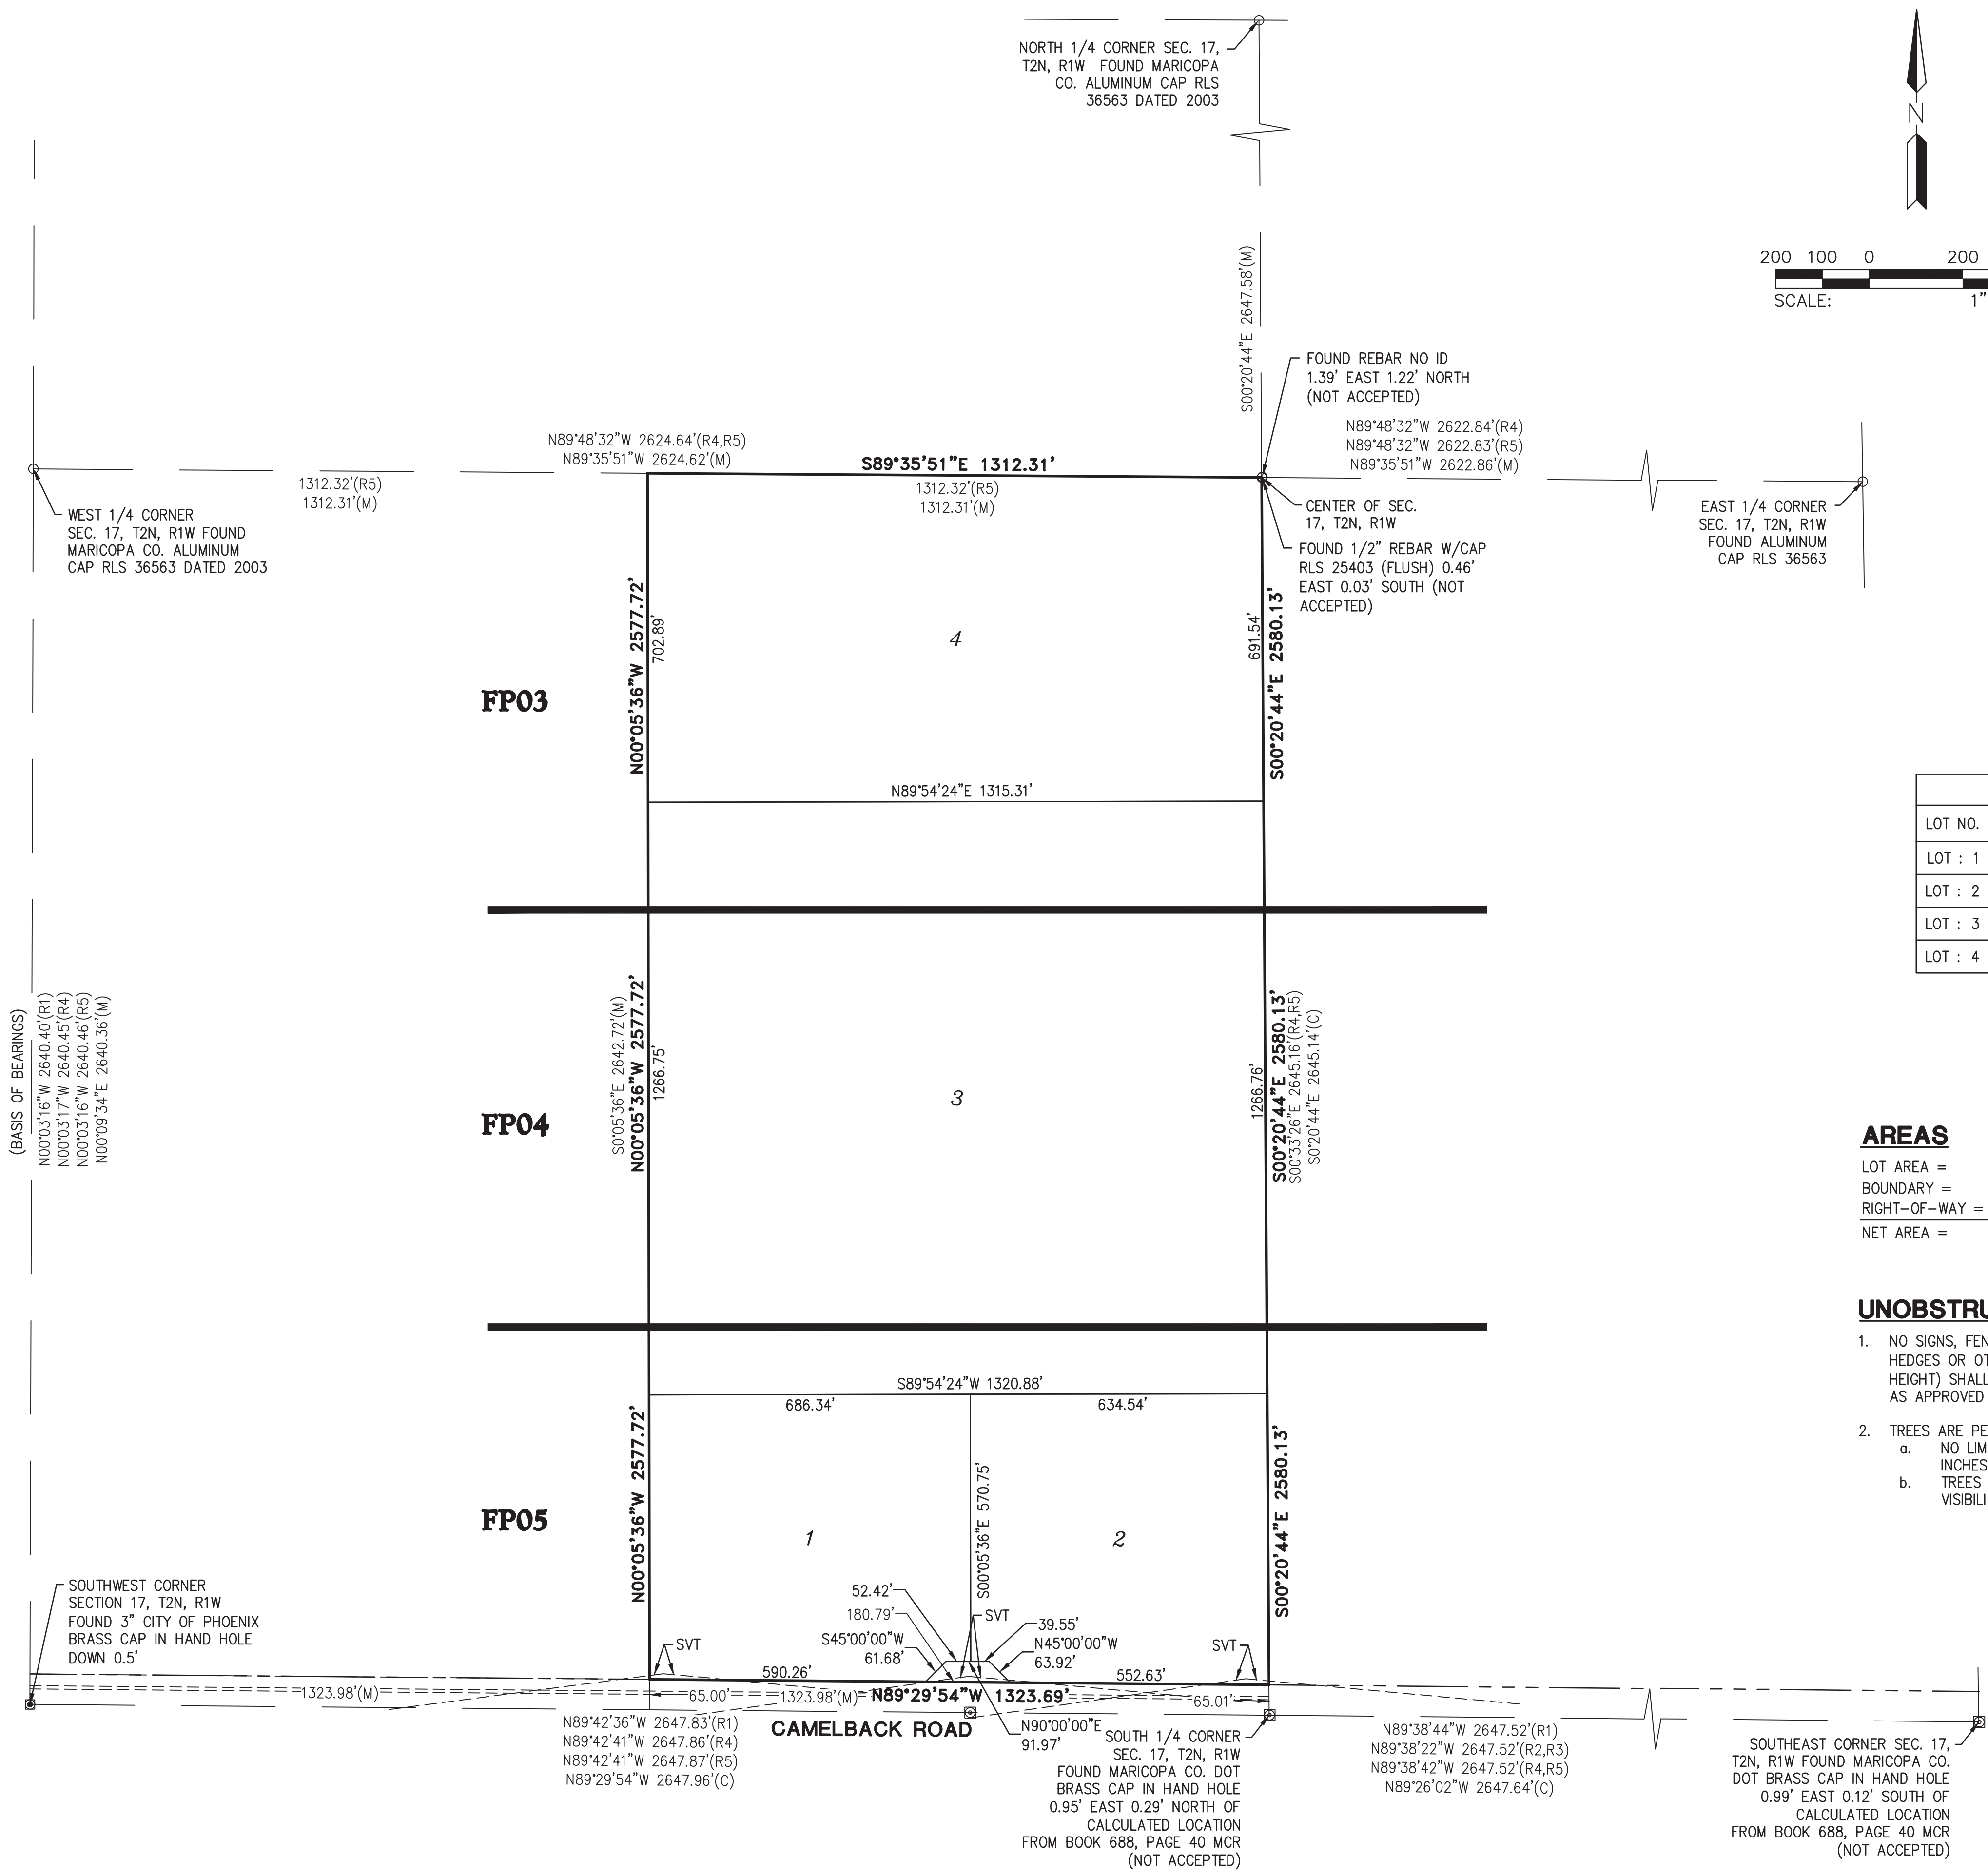 NORTH 1/4 CORNER SEC. 17,
T2N, R1W FOUND MARICOPA
CO. ALUMINUM CAP RLS
36563 DATED 2003
N
200 100 0 200
SCALE: 1"
S00°20'44"E 2647.58'(M)
FOUND REBAR NO ID
1.39' EAST 1.22' NORTH
(NOT ACCEPTED)
N89°48'32"W 2624.64'(R4,R5)
N89°35'51"W 2624.62'(M)
S89°35'51"E 1312.31'
N89°48'32"W 2622.84'(R4)
N89°48'32"W 2622.83'(R5)
N89°35'51"W 2622.86'(M)
1312.32'(R5)
1312.31'(M)
1312.32'(R5)
1312.31'(M)
WEST 1/4 CORNER
SEC. 17, T2N, R1W FOUND
MARICOPA CO. ALUMINUM
CAP RLS 36563 DATED 2003
CENTER OF SEC.
17, T2N, R1W
FOUND 1/2" REBAR W/CAP
RLS 25403 (FLUSH) 0.46'
EAST 0.03' SOUTH (NOT
ACCEPTED)
EAST 1/4 CORNER
SEC. 17, T2N, R1W
FOUND ALUMINUM
CAP RLS 36563
N00°05'36"W 2577.72'
702.89'
4
691.54'
S00°20'44"E 2580.13'
FP03
N89°54'24"E 1315.31'
LOT NO.
LOT : 1
LOT : 2
LOT : 3
LOT : 4
(BASIS OF BEARINGS)
N00°03'16"W 2640.40'(R1)
N00°03'17"W 2640.45'(R4)
N00°03'16"W 2640.46'(R5)
N00°09'34"E 2640.36'(M)
S0°05'36"E 2642.72'(M)
N00°05'36"W 2577.72'
1266.75'
3
1266.76'
S00°20'44"E 2580.13'
S00°33'26"E 2645.16'(R4,R5)
S0°20'44"E 2645.14'(C)
FP04
AREAS
LOT AREA =
BOUNDARY =
RIGHT-OF-WAY =
NET AREA =
UNOBSTRU
1. NO SIGNS, FEN
HEDGES OR OT
HEIGHT) SHALL
AS APPROVED
2. TREES ARE PE
a. NO LIM
INCHES
b. TREES
VISIBILI
S89°54'24"W 1320.88'
686.34'
634.54'
N00°05'36"W 2577.72'
S00°05'36"E 570.75'
S00°20'44"E 2580.13'
FP05
1
2
52.42'
180.79'
SVT
39.55'
S45°00'00"W
61.68'
N45°00'00"W
63.92'
SVT
SVT
SOUTHWEST CORNER
SECTION 17, T2N, R1W
FOUND 3" CITY OF PHOENIX
BRASS CAP IN HAND HOLE
DOWN 0.5'
590.26'
552.63'
1323.98'(M)
65.00'
1323.98'(M)
N89°29'54"W 1323.69'
65.01'
N89°42'36"W 2647.83'(R1)
N89°42'41"W 2647.86'(R4)
N89°42'41"W 2647.87'(R5)
N89°29'54"W 2647.96'(C)
CAMELBACK ROAD
N90°00'00"E
91.97'
SOUTH 1/4 CORNER
SEC. 17, T2N, R1W
FOUND MARICOPA CO. DOT
BRASS CAP IN HAND HOLE
0.95' EAST 0.29' NORTH OF
CALCULATED LOCATION
FROM BOOK 688, PAGE 40 MCR
(NOT ACCEPTED)
N89°38'44"W 2647.52'(R1)
N89°38'22"W 2647.52'(R2,R3)
N89°38'42"W 2647.52'(R4,R5)
N89°26'02"W 2647.64'(C)
SOUTHEAST CORNER SEC. 17,
T2N, R1W FOUND MARICOPA CO.
DOT BRASS CAP IN HAND HOLE
0.99' EAST 0.12' SOUTH OF
CALCULATED LOCATION
FROM BOOK 688, PAGE 40 MCR
(NOT ACCEPTED)